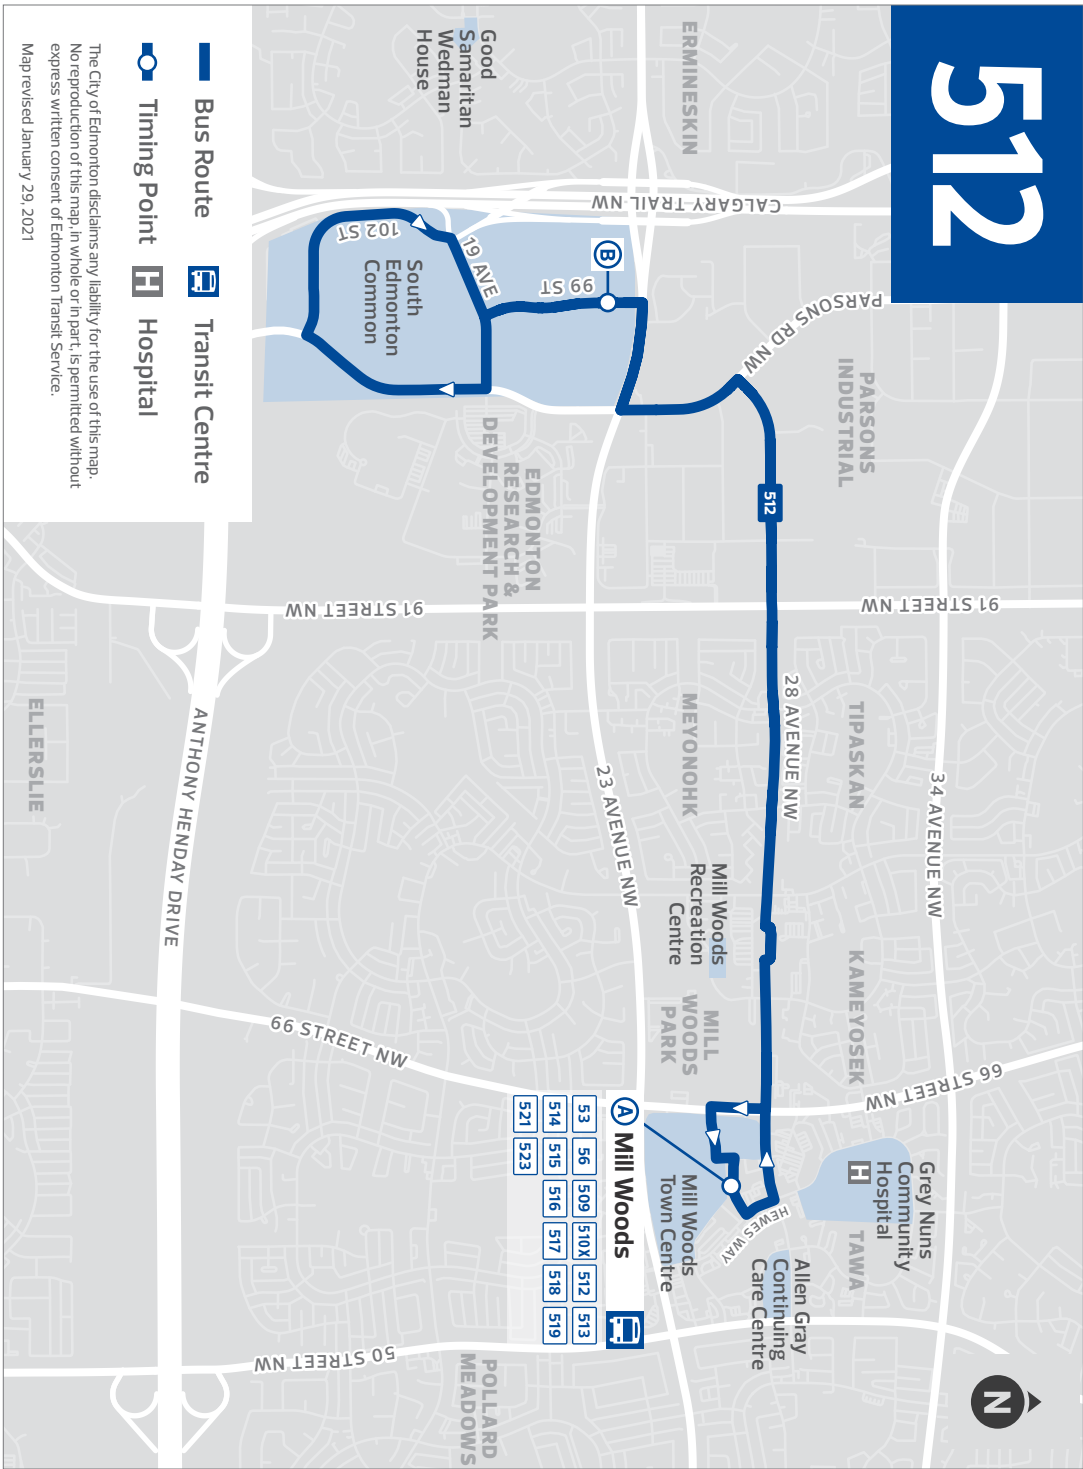 512
ERMINESKIN
Good
Samaritan
Wedman
House
CALGARY TRAIL NW
PARSONS RD NW
PARSONS
INDUSTRIAL
B
99 ST
19 AVE
102 ST
South
Edmonton
Common
EDMONTON
RESEARCH &
DEVELOPMENT PARK
512
91 STREET NW
91 STREET NW
28 AVENUE NW
TIPASKAN
34 AVENUE NW
MEYONOHK
23 AVENUE NW
ELLERSLIE
ANTHONY HENDAY DRIVE
Mill Woods
Recreation
Centre
KAMEYOSEK
MILL
WOODS
PARK
66 STREET NW
66 STREET NW
Grey Nuns
Community
Hospital
H
TAWA
HEWES WAY
Mill Woods
Town Centre
Allen Gray
Continuing
Care Centre
A Mill Woods
53 56 509 510X 512 513
514 515 516 517 518 519
521 523
50 STREET NW
POLLARD
MEADOWS
N
Bus Route
Transit Centre
Timing Point
H Hospital
The City of Edmonton disclaims any liability for the use of this map.
No reproduction of this map, in whole or in part, is permitted without
express written consent of Edmonton Transit Service.
Map revised January 29, 2021